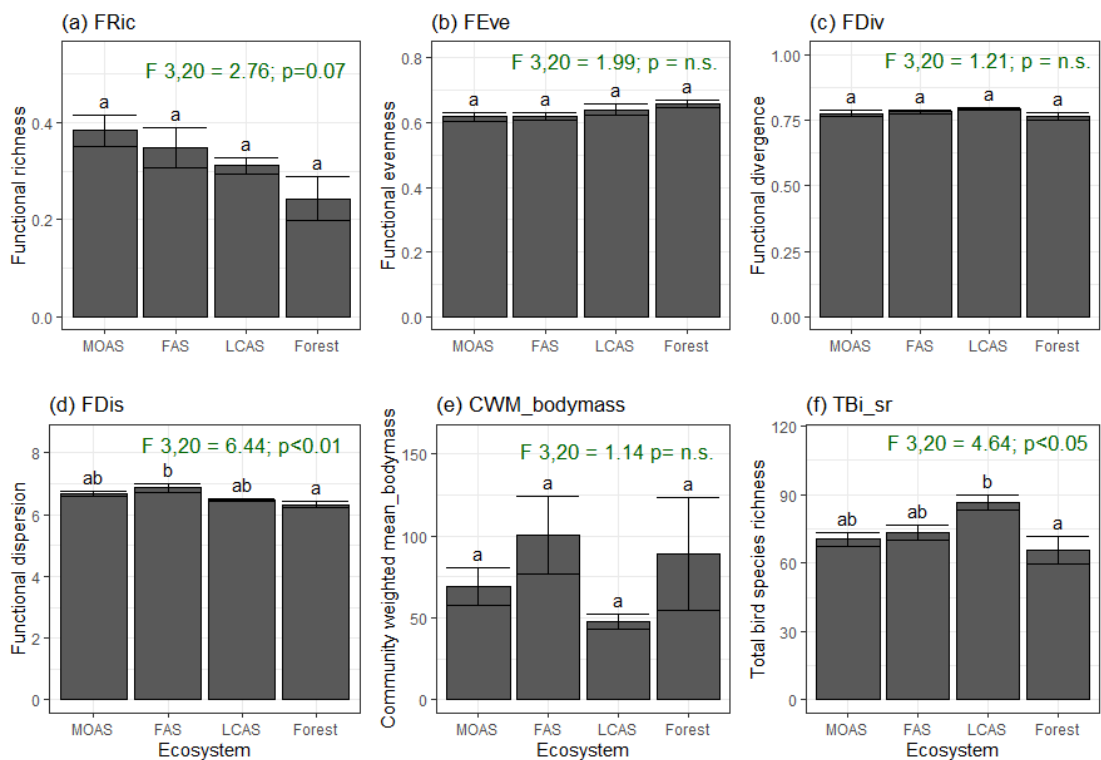 (a) FRic
F 3,20 = 2.76; p=0.07
a
a
a
a
0.4
0.2
0.0
Functional richness
MOAS
FAS
LCAS
Forest
(b) FEve
F 3,20 = 1.99; p = n.s.
a
a
a
a
0.8
0.6
0.4
0.2
0.0
Functional evenness
MOAS
FAS
LCAS
Forest
(c) FDiv
F 3,20 = 1.21; p = n.s.
a
a
a
a
1.00
0.75
0.50
0.25
0.00
Functional divergence
MOAS
FAS
LCAS
Forest
(d) FDis
F 3,20 = 6.44; p<0.01
ab
b
ab
a
8
6
4
2
0
Functional dispersion
MOAS
FAS
LCAS
Forest
Ecosystem
(e) CWM_bodymass
F 3,20 = 1.14 p= n.s.
a
a
a
a
150
100
50
0
Community weighted mean_bodymass
MOAS
FAS
LCAS
Forest
Ecosystem
(f) TBi_sr
F 3,20 = 4.64; p<0.05
ab
ab
b
a
120
90
60
30
0
Total bird species richness
MOAS
FAS
LCAS
Forest
Ecosystem